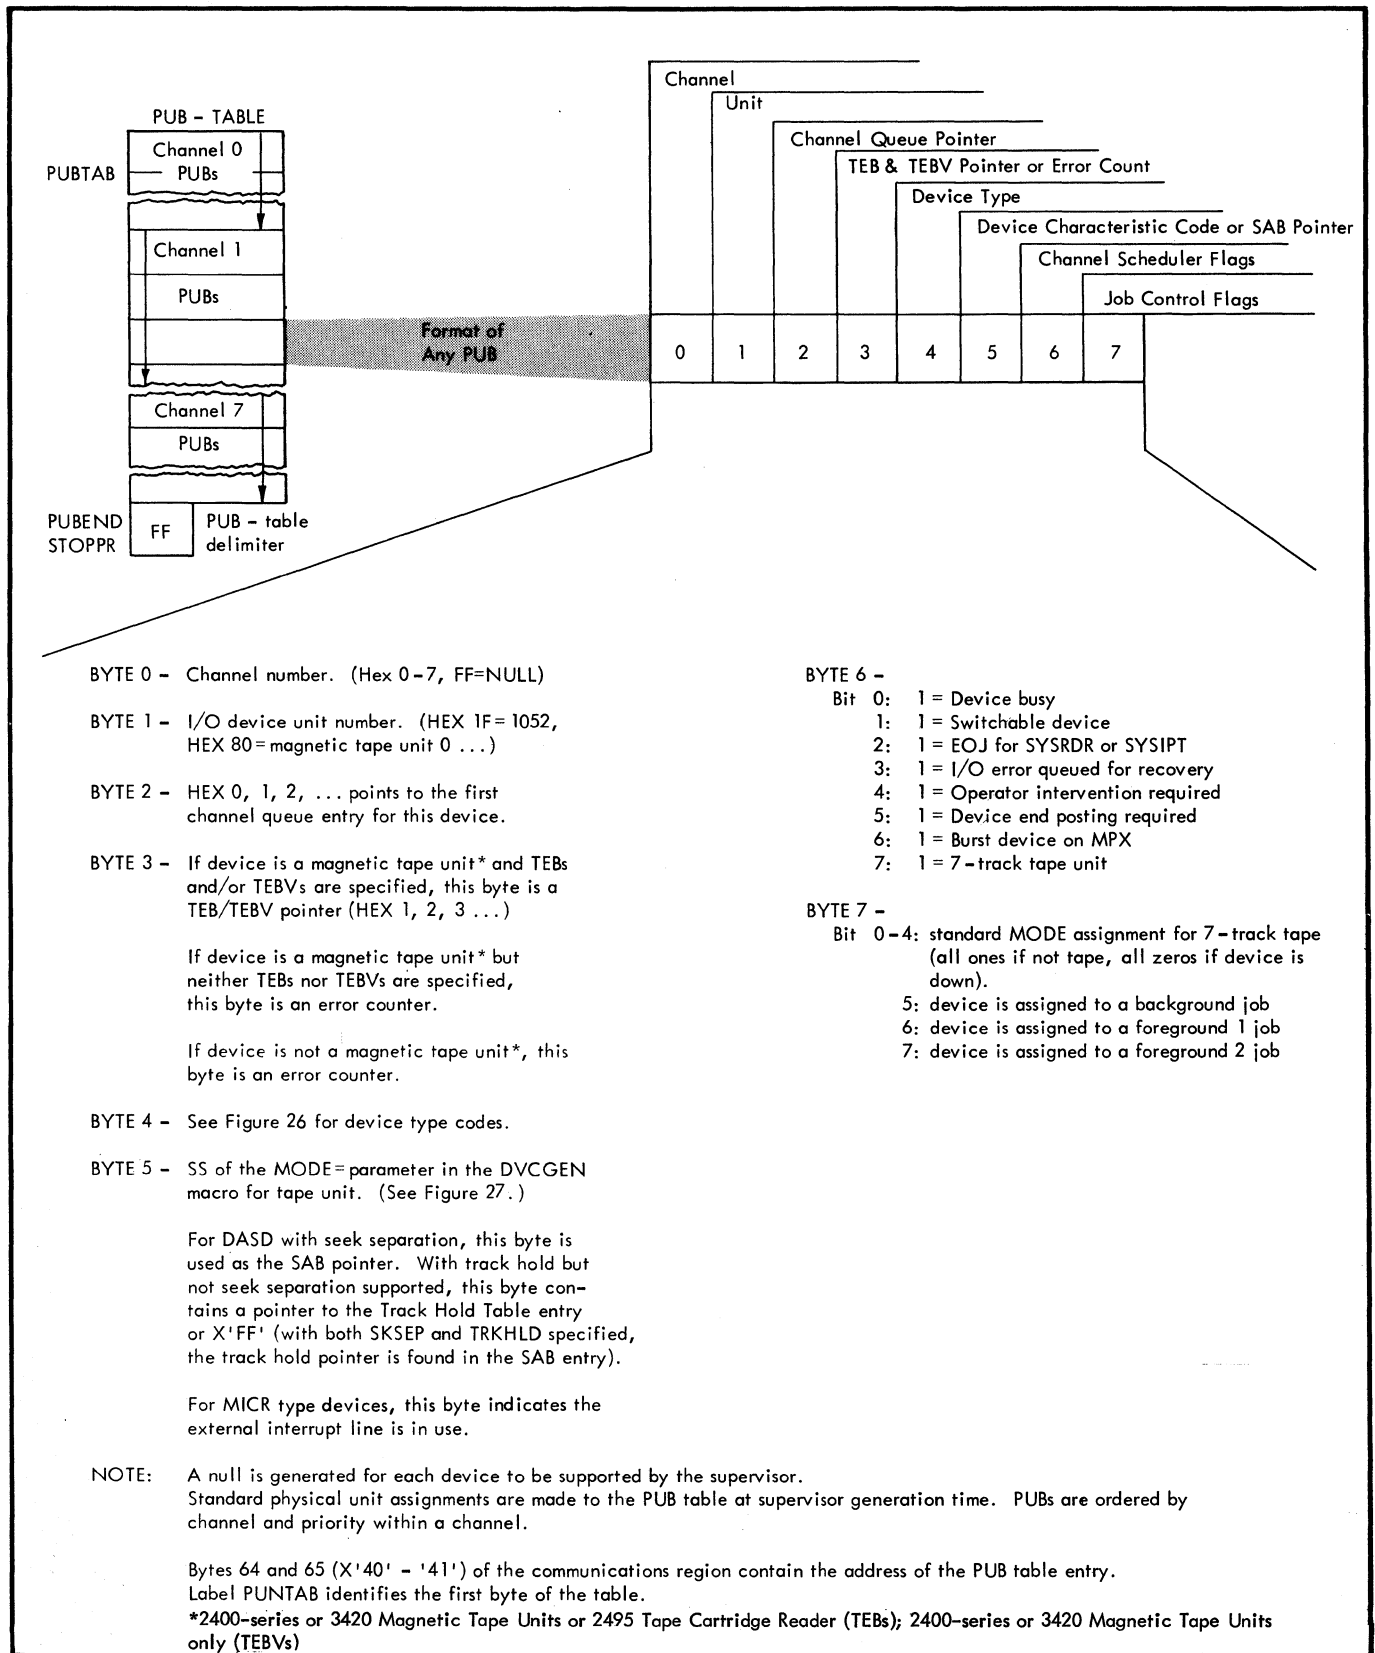 PUB - TABLE
Channel 0
PUBTAB
PUBs
Channel 1
PUBs
Channel 7
PUBs
PUBEND
STOPPR
FF
PUB - table
delimiter
Format of
Any PUB
Channel
Unit
Channel Queue Pointer
TEB & TEBV Pointer or Error Count
Device Type
Device Characteristic Code or SAB Pointer
Channel Scheduler Flags
Job Control Flags
0 1 2 3 4 5 6 7
BYTE 0 - Channel number. (Hex 0-7, FF=NULL)
BYTE 1 - I/O device unit number. (HEX 1F= 1052,
HEX 80=magnetic tape unit 0 ...)
BYTE 2 - HEX 0, 1, 2, ... points to the first
channel queue entry for this device.
BYTE 3 - If device is a magnetic tape unit* and TEBs
and/or TEBVs are specified, this byte is a
TEB/TEBV pointer (HEX 1, 2, 3 ...)
If device is a magnetic tape unit* but
neither TEBs nor TEBVs are specified,
this byte is an error counter.
If device is not a magnetic tape unit*, this
byte is an error counter.
BYTE 4 - See Figure 26 for device type codes.
BYTE 5 - SS of the MODE=parameter in the DVCGEN
macro for tape unit. (See Figure 27.)
For DASD with seek separation, this byte is
used as the SAB pointer. With track hold but
not seek separation supported, this byte con-
tains a pointer to the Track Hold Table entry
or X'FF' (with both SKSEP and TRKHLD specified,
the track hold pointer is found in the SAB entry).
For MICR type devices, this byte indicates the
external interrupt line is in use.
BYTE 6 -
Bit 0: 1 = Device busy
1: 1 = Switchable device
2: 1 = EOJ for SYSRDR or SYSIPT
3: 1 = I/O error queued for recovery
4: 1 = Operator intervention required
5: 1 = Device end posting required
6: 1 = Burst device on MPX
7: 1 = 7-track tape unit
BYTE 7 -
Bit 0-4: standard MODE assignment for 7-track tape
(all ones if not tape, all zeros if device is
down).
5: device is assigned to a background job
6: device is assigned to a foreground 1 job
7: device is assigned to a foreground 2 job
NOTE: A null is generated for each device to be supported by the supervisor.
Standard physical unit assignments are made to the PUB table at supervisor generation time. PUBs are ordered by
channel and priority within a channel.
Bytes 64 and 65 (X'40' - '41') of the communications region contain the address of the PUB table entry.
Label PUNTAB identifies the first byte of the table.
*2400-series or 3420 Magnetic Tape Units or 2495 Tape Cartridge Reader (TEBs); 2400-series or 3420 Magnetic Tape Units
only (TEBVs)